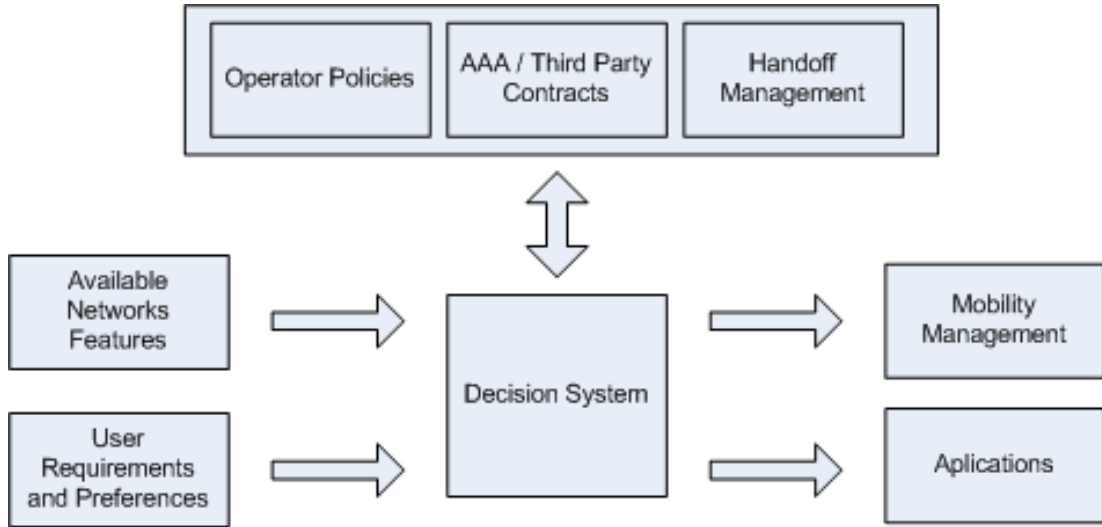 Operator Policies
AAA / Third Party
Contracts
Handoff
Management
Available
Networks
Features
User
Requirements
and Preferences
Decision System
Mobility
Management
Aplications